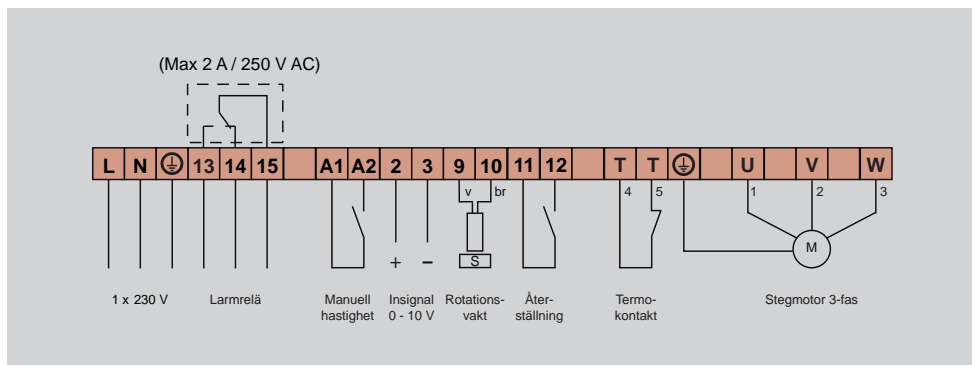 (Max 2 A / 250 V AC)
L N 13 14 15 A1 A2 2 3 9 10 11 12 T T U V W
v br 4 5 1 2 3
+ − S M
1 x 230 V Larmrelä Manuell hastighet Insignal 0 - 10 V Rotations- vakt Åter- ställning Termo- kontakt Stegmotor 3-fas